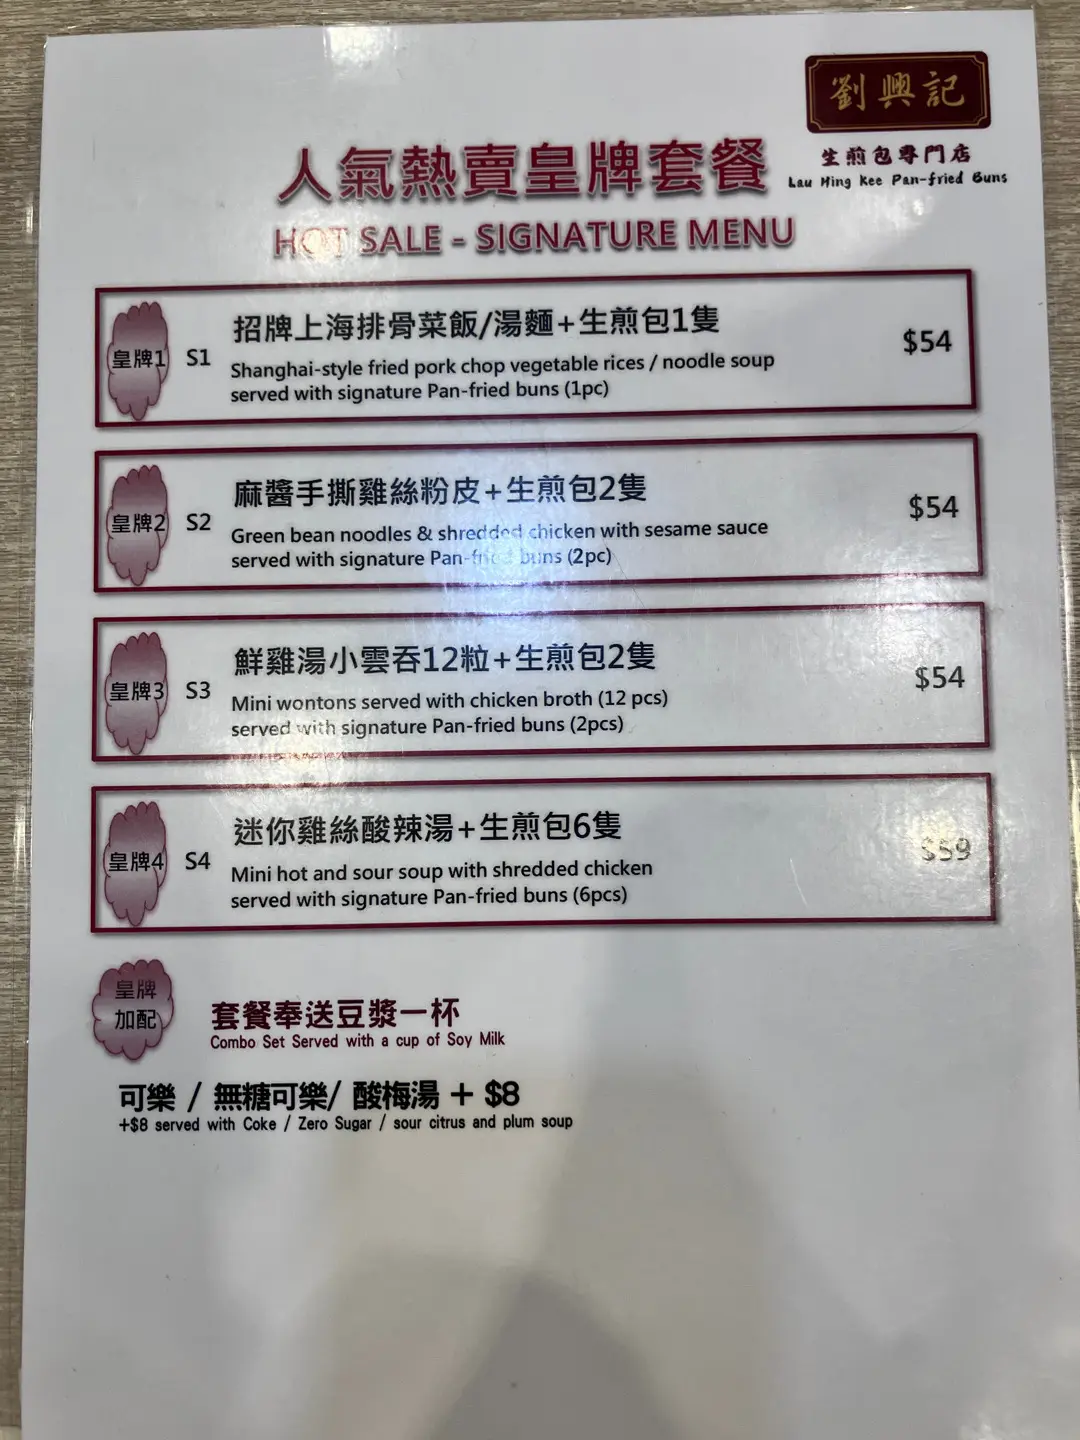 劉興記
生煎包專門店
Lau Hing Kee Pan-fried Buns
人氣熱賣皇牌套餐
HOT SALE - SIGNATURE MENU
皇牌1 S1 招牌上海排骨菜飯/湯麵+生煎包1隻 $54
Shanghai-style fried pork chop vegetable rices / noodle soup
served with signature Pan-fried buns (1pc)
皇牌2 S2 麻醬手撕雞絲粉皮+生煎包2隻 $54
Green bean noodles & shredded chicken with sesame sauce
served with signature Pan-fried buns (2pc)
皇牌3 S3 鮮雞湯小雲吞12粒+生煎包2隻 $54
Mini wontons served with chicken broth (12 pcs)
served with signature Pan-fried buns (2pcs)
皇牌4 S4 迷你雞絲酸辣湯+生煎包6隻 $59
Mini hot and sour soup with shredded chicken
served with signature Pan-fried buns (6pcs)
皇牌
加配
套餐奉送豆漿一杯
Combo Set Served with a cup of Soy Milk
可樂 / 無糖可樂/ 酸梅湯 + $8
+$8 served with Coke / Zero Sugar / sour citrus and plum soup